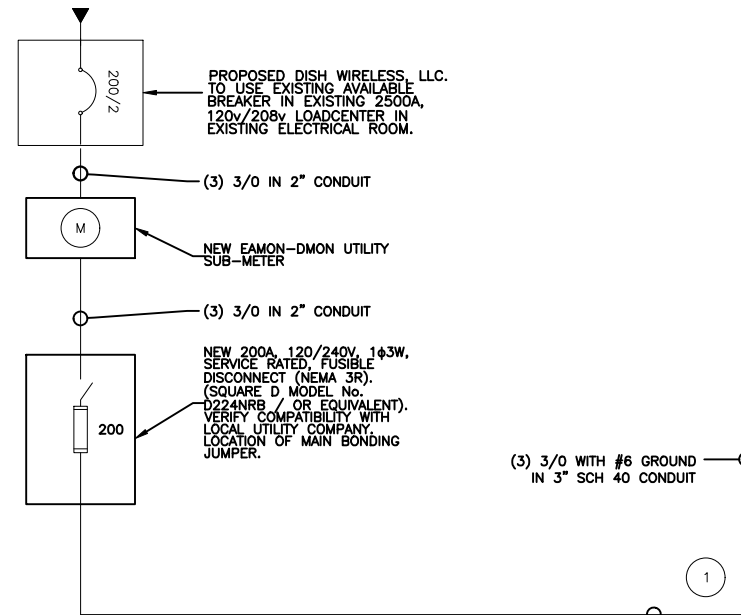 200/2
PROPOSED DISH WIRELESS, LLC.
TO USE EXISTING AVAILABLE
BREAKER IN EXISTING 2500A,
120v/208v LOADCENTER IN
EXISTING ELECTRICAL ROOM.
(3) 3/0 IN 2" CONDUIT
M
NEW EAMON-DMON UTILITY
SUB-METER
(3) 3/0 IN 2" CONDUIT
NEW 200A, 120/240V, 1ϕ3W,
SERVICE RATED, FUSIBLE
DISCONNECT (NEMA 3R).
(SQUARE D MODEL No.
D224NRB / OR EQUIVALENT).
VERIFY COMPATIBILITY WITH
LOCAL UTILITY COMPANY.
LOCATION OF MAIN BONDING
JUMPER.
200
(3) 3/0 WITH #6 GROUND
IN 3" SCH 40 CONDUIT
1